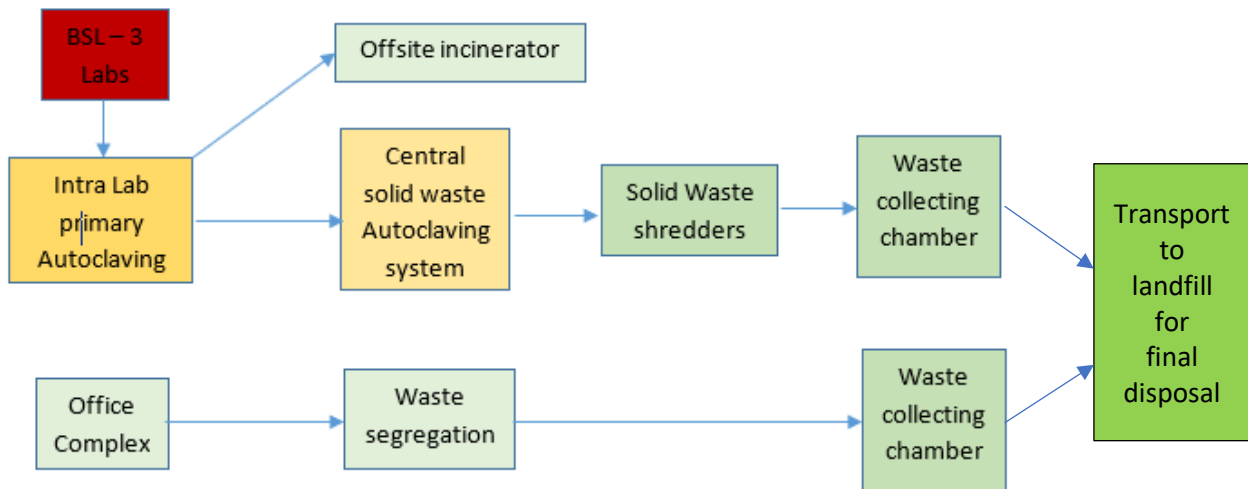 BSL – 3
Labs
Offsite incinerator
Intra Lab
primary
Autoclaving
Central
solid waste
Autoclaving
system
Solid Waste
shredders
Waste
collecting
chamber
Transport
to
landfill
for
final
disposal
Office
Complex
Waste
segregation
Waste
collecting
chamber